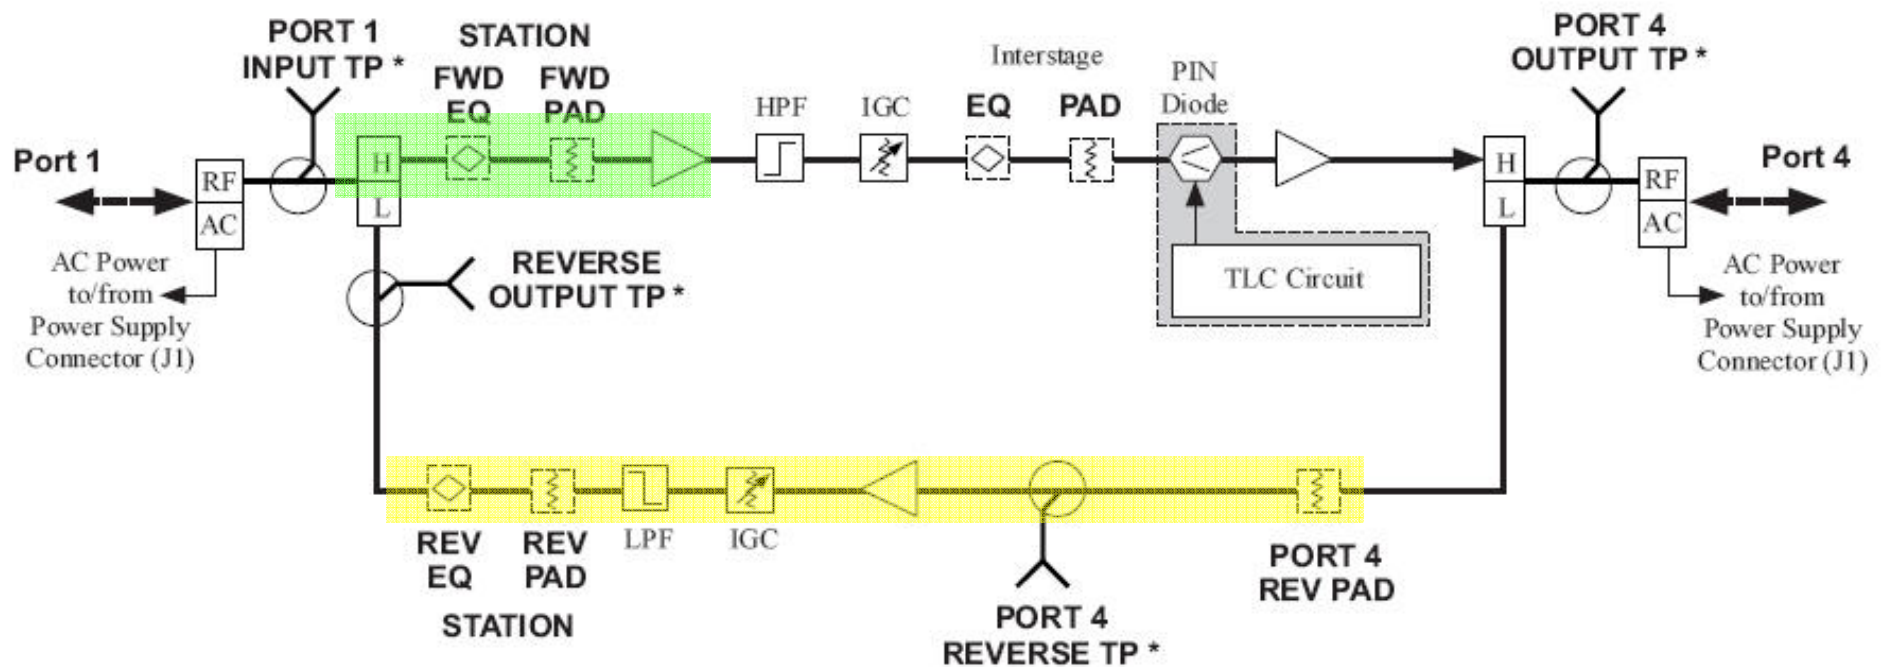 PORT 1
INPUT TP *
STATION
FWD
EQ
FWD
PAD
HPF
IGC
Interstage
EQ
PAD
PIN
Diode
PORT 4
OUTPUT TP *
Port 1
RF
AC
H
L
H
L
RF
AC
Port 4
AC Power
to/from
Power Supply
Connector (J1)
REVERSE
OUTPUT TP *
TLC Circuit
AC Power
to/from
Power Supply
Connector (J1)
REV
EQ
REV
PAD
LPF
IGC
STATION
PORT 4
REVERSE TP *
PORT 4
REV PAD